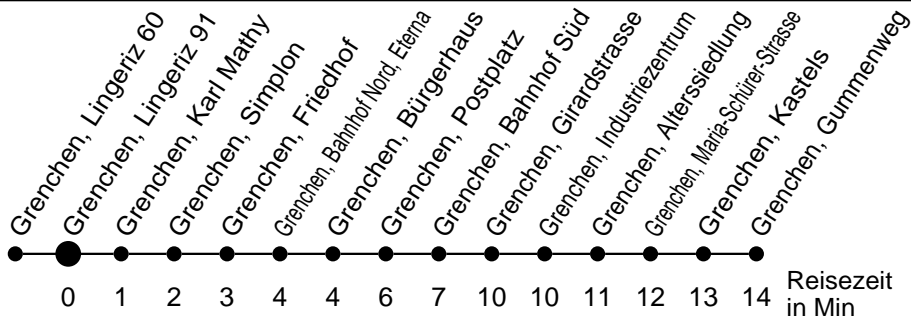 Grenchen, Lingeriz 60
Grenchen, Lingeriz 91
Grenchen, Karl Mathy
Grenchen, Simplon
Grenchen, Friedhof
Grenchen, Bahnhof Nord, Eterna
Grenchen, Bürgerhaus
Grenchen, Postplatz
Grenchen, Bahnhof Süd
Grenchen, Girardstrasse
Grenchen, Industriezentrum
Grenchen, Alterssiedlung
Grenchen, Maria-Schürer-Strasse
Grenchen, Kastels
Grenchen, Gummenweg
0 1 2 3 4 4 6 7 10 10 11 12 13 14
Reisezeit
in Min